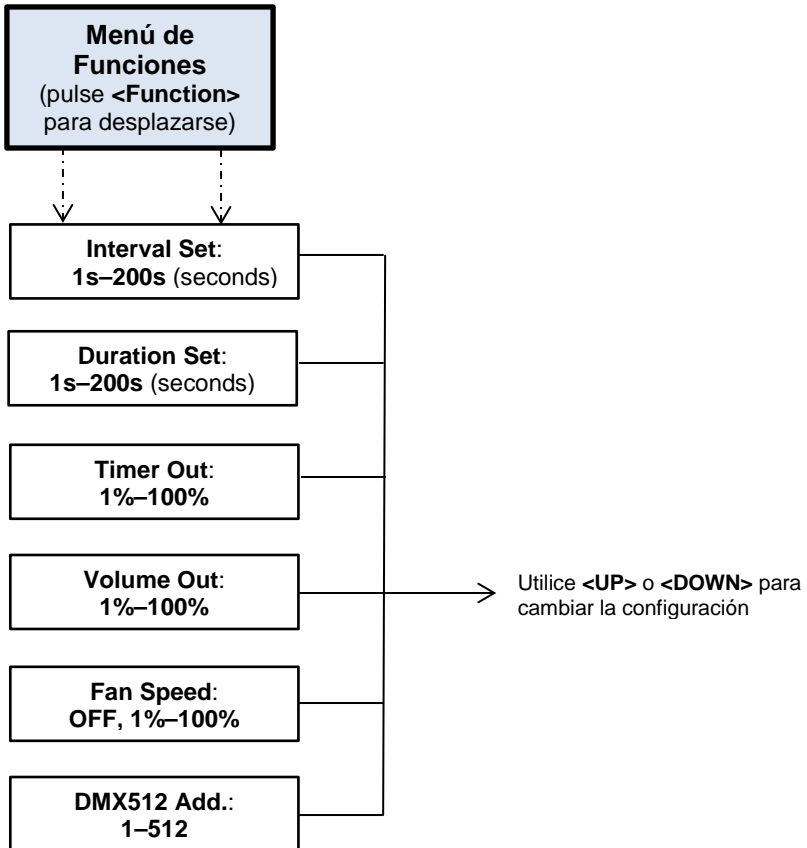 Menú de
Funciones
(pulse <Function>
para desplazarse)
Interval Set:
1s–200s (seconds)
Duration Set:
1s–200s (seconds)
Timer Out:
1%–100%
Volume Out:
1%–100%
Utilice <UP> o <DOWN> para
cambiar la configuración
Fan Speed:
OFF, 1%–100%
DMX512 Add.:
1–512